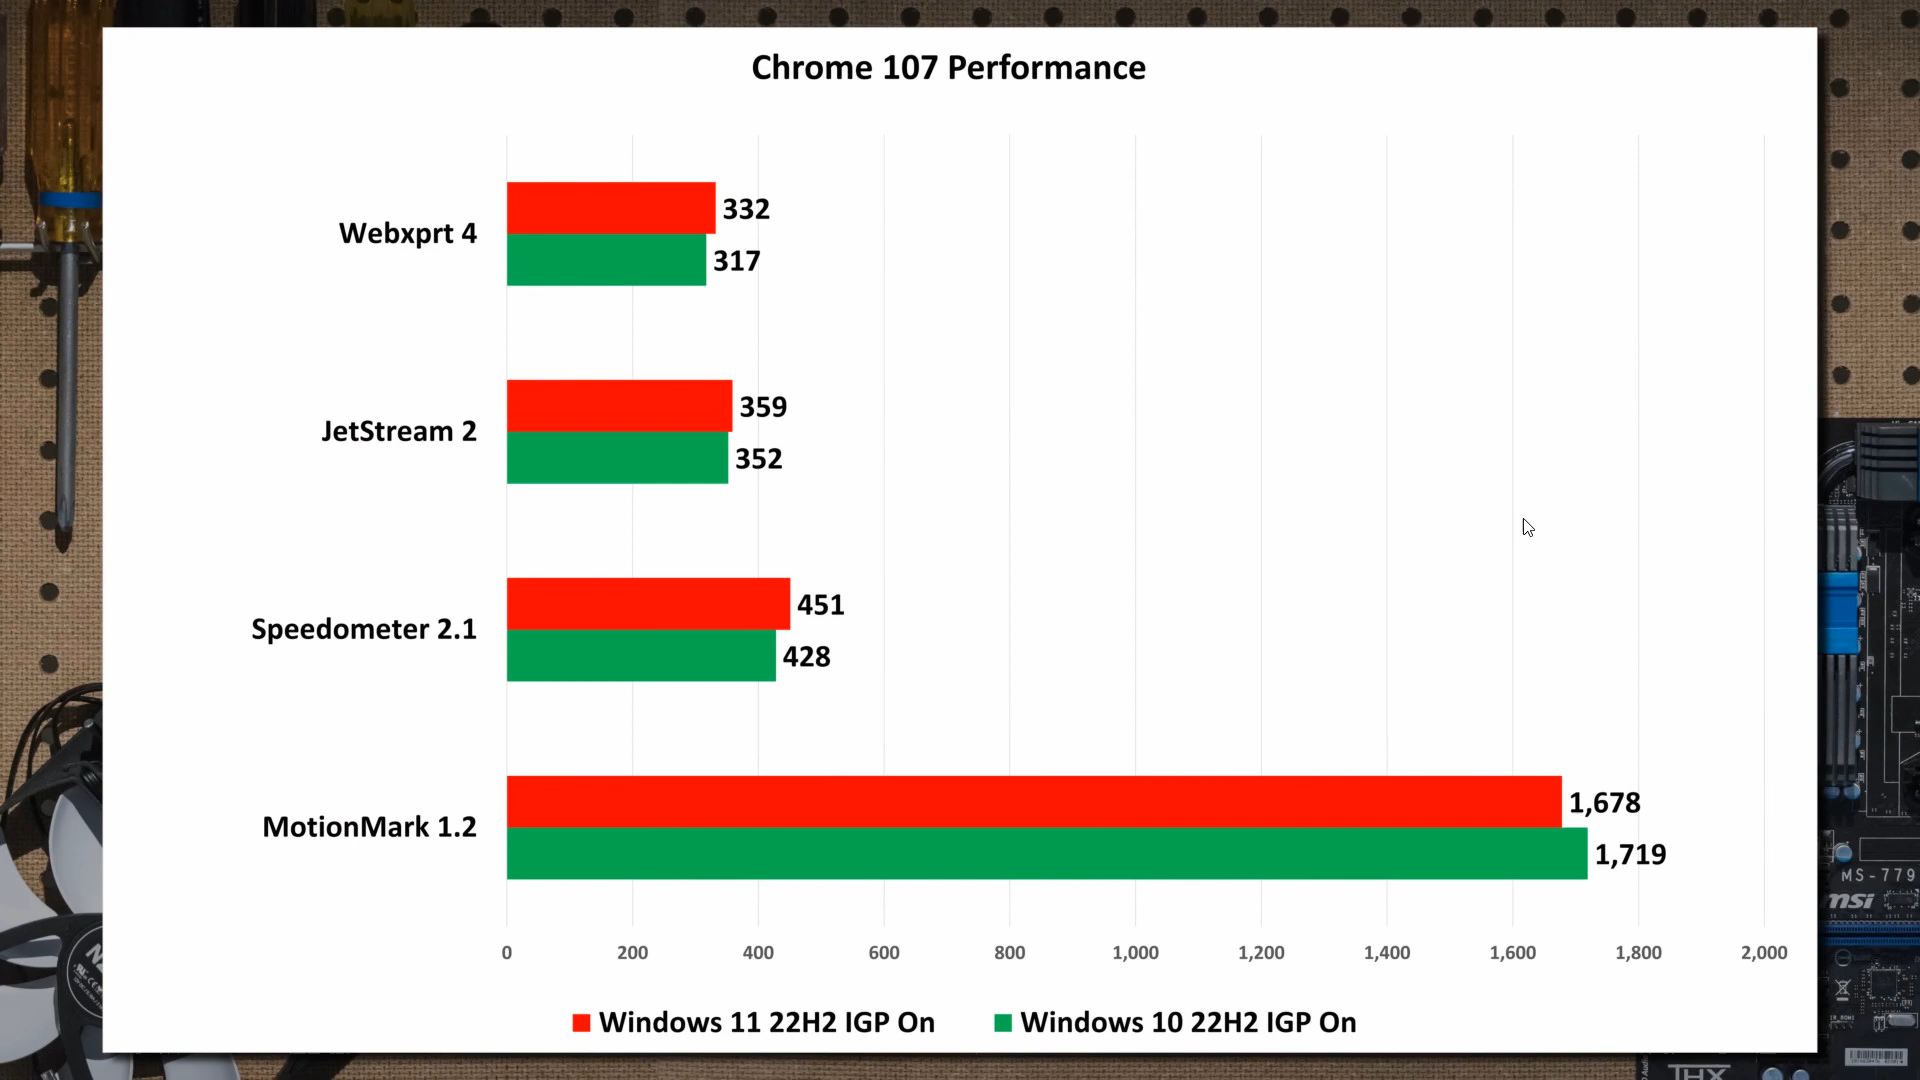 Chrome 107 Performance
Webxprt 4
332
317
JetStream 2
359
352
Speedometer 2.1
451
428
MotionMark 1.2
1,678
1,719
0 200 400 600 800 1,000 1,200 1,400 1,600 1,800 2,000
Windows 11 22H2 IGP On Windows 10 22H2 IGP On
MS-779
msi
THX